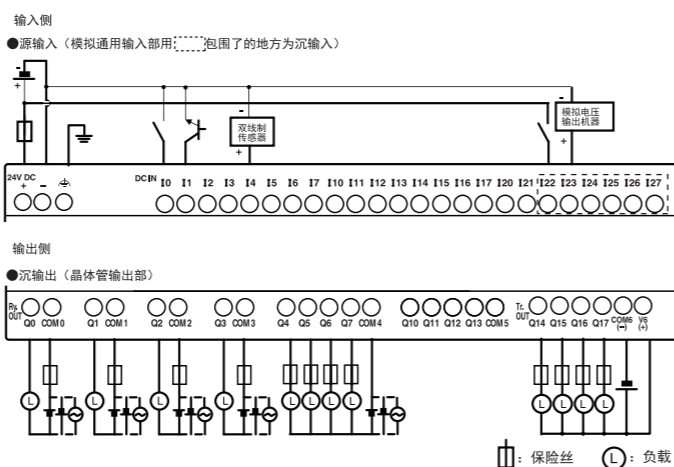 输入侧
●源输入（模拟通用输入部用 包围了的地方为沉输入）
-
+
-
双线制
传感器
+
-
模拟电压
输出机器
+
24V DC
+ −
DC IN I0 I1 I2 I3 I4 I5 I6 I7 I10 I11 I12 I13 I14 I15 I16 I17 I20 I21 I22 I23 I24 I25 I26 I27
输出侧
●沉输出（晶体管输出部）
Ry.
OUT
Q0 COM0 Q1 COM1 Q2 COM2 Q3 COM3 Q4 Q5 Q6 Q7 COM4 Q10 Q11 Q12 Q13 COM5
Tr.
OUT
Q14 Q15 Q16 Q17 COM6 V6
(−) (+)
L L L L L L L L L L L L
：保险丝 L ：负载